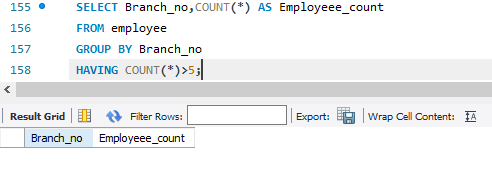 155 SELECT Branch_no,COUNT(*) AS Employeee_count
156 FROM employee
157 GROUP BY Branch_no
158 HAVING COUNT(*)>5;
Result Grid Filter Rows: Export: Wrap Cell Content:
Branch_no Employeee_count